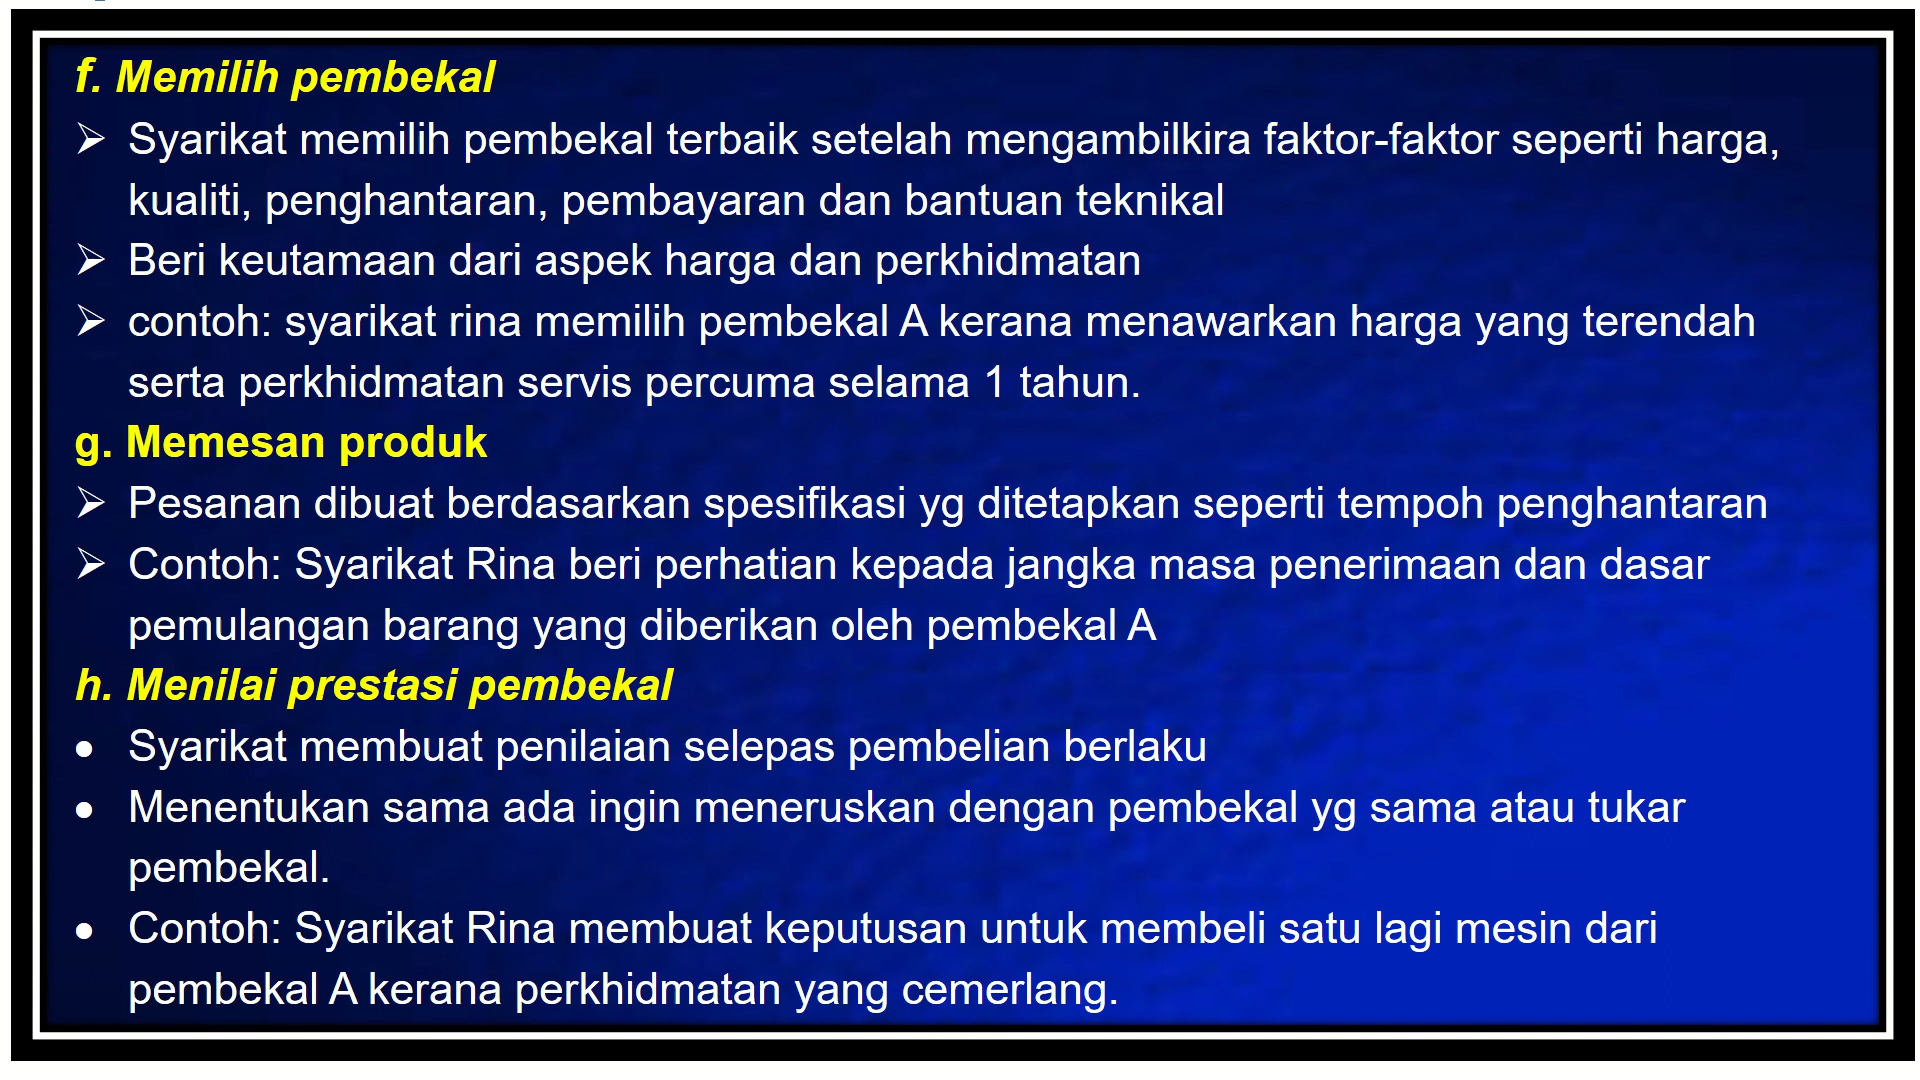 f. Memilih pembekal
➢ Syarikat memilih pembekal terbaik setelah mengambilkira faktor-faktor seperti harga,
kualiti, penghantaran, pembayaran dan bantuan teknikal
➢ Beri keutamaan dari aspek harga dan perkhidmatan
➢ contoh: syarikat rina memilih pembekal A kerana menawarkan harga yang terendah
serta perkhidmatan servis percuma selama 1 tahun.
g. Memesan produk
➢ Pesanan dibuat berdasarkan spesifikasi yg ditetapkan seperti tempoh penghantaran
➢ Contoh: Syarikat Rina beri perhatian kepada jangka masa penerimaan dan dasar
pemulangan barang yang diberikan oleh pembekal A
h. Menilai prestasi pembekal
• Syarikat membuat penilaian selepas pembelian berlaku
• Menentukan sama ada ingin meneruskan dengan pembekal yg sama atau tukar
pembekal.
• Contoh: Syarikat Rina membuat keputusan untuk membeli satu lagi mesin dari
pembekal A kerana perkhidmatan yang cemerlang.